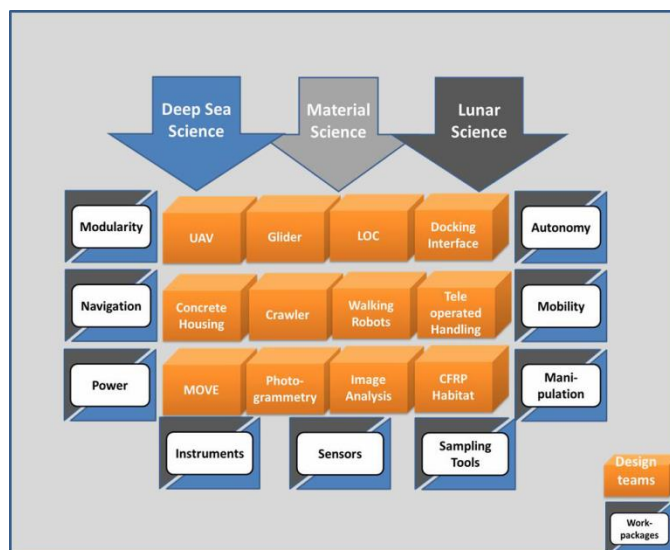 Deep Sea
Science
Material
Science
Lunar
Science
Modularity
UAV
Glider
LOC
Docking
Interface
Autonomy
Navigation
Concrete
Housing
Crawler
Walking
Robots
Tele
operated
Handling
Mobility
Power
MOVE
Photo-
grammetry
Image
Analysis
CFRP
Habitat
Mani-
pulation
Instruments
Sensors
Sampling
Tools
Design
teams
Work-
packages